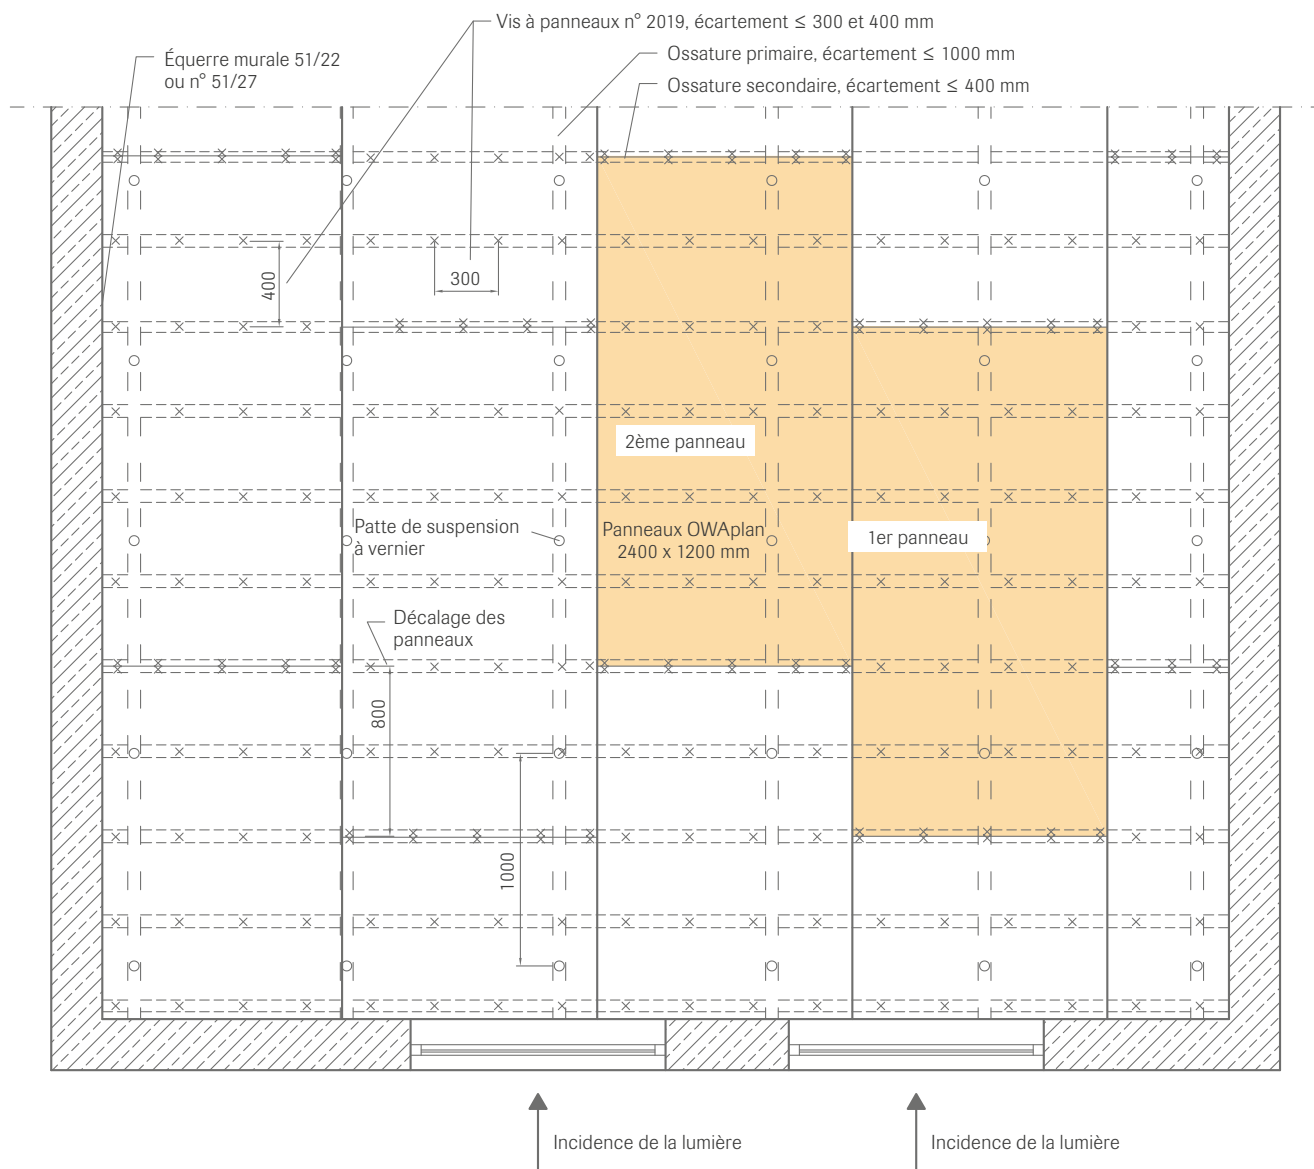 Vis à panneaux n° 2019, écartement ≤ 300 et 400 mm
Équerre murale 51/22
ou n° 51/27
Ossature primaire, écartement ≤ 1000 mm
Ossature secondaire, écartement ≤ 400 mm
400
300
2ème panneau
Patte de suspension
à vernier
Panneaux OWAplan
2400 x 1200 mm
1er panneau
Décalage des
panneaux
800
1000
Incidence de la lumière
Incidence de la lumière